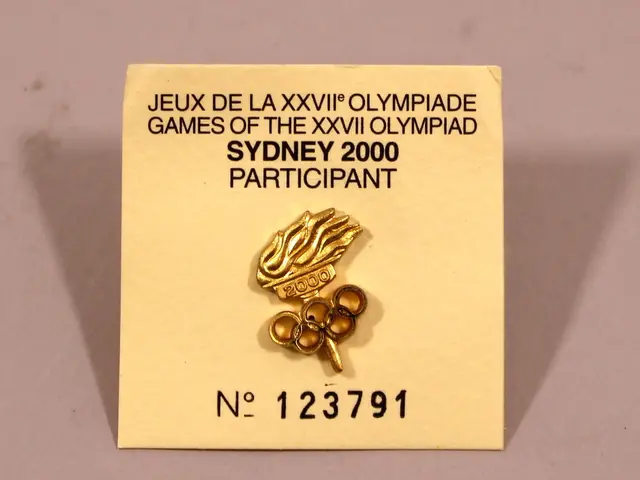 JEUX DE LA XXVIIᵉ OLYMPIADE
GAMES OF THE XXVII OLYMPIAD
SYDNEY 2000
PARTICIPANT
2000
Nº 123791